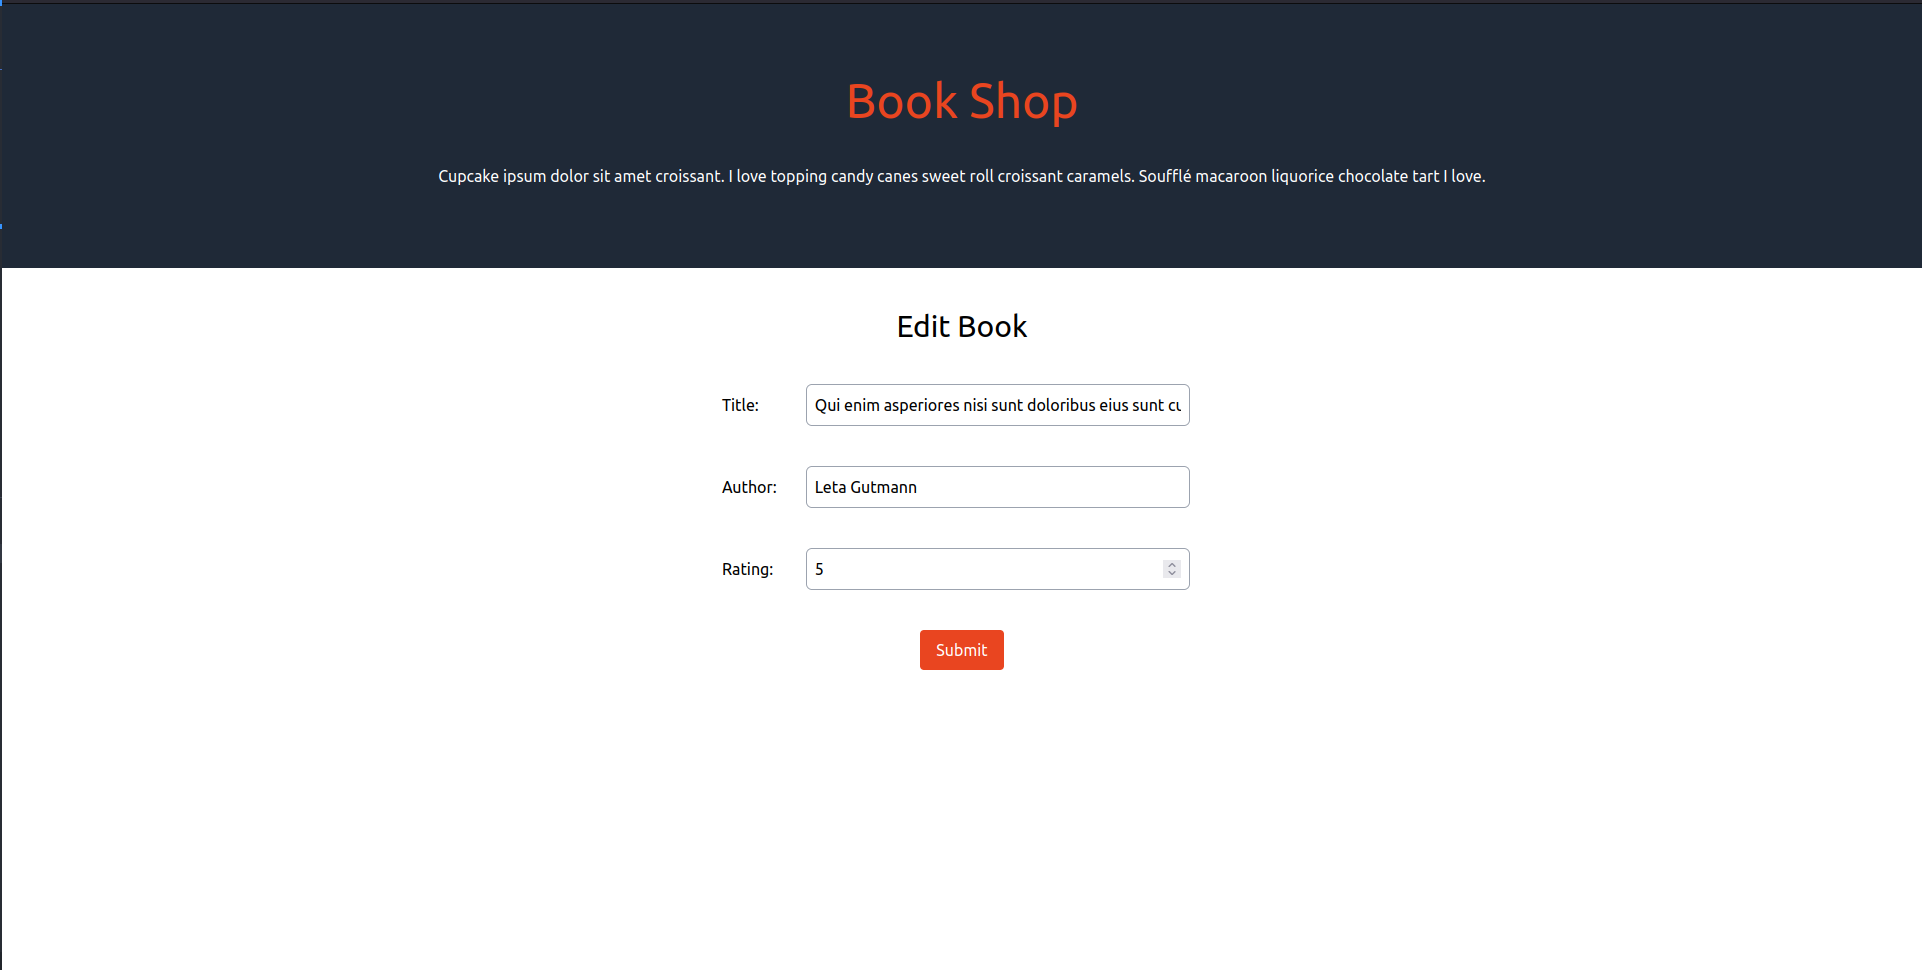 Book Shop
Cupcake ipsum dolor sit amet croissant. I love topping candy canes sweet roll croissant caramels. Soufflé macaroon liquorice chocolate tart I love.
Edit Book
Title: Qui enim asperiores nisi sunt doloribus eius sunt
Author: Leta Gutmann
Rating: 5
Submit